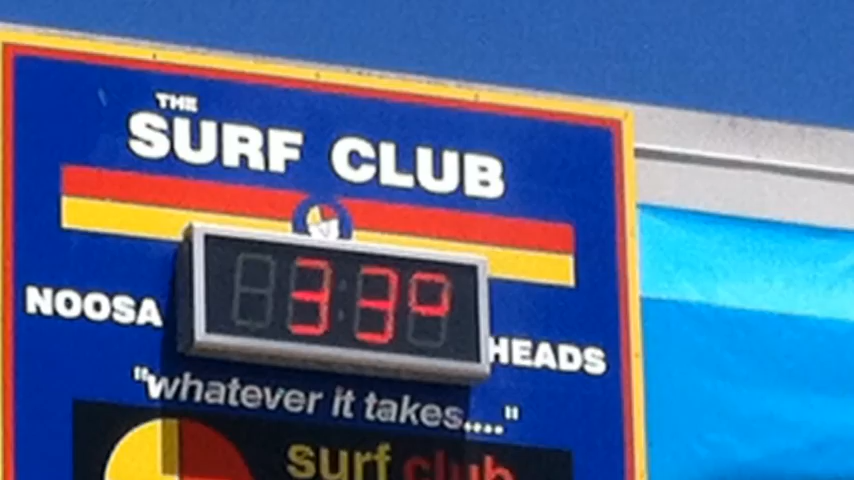 THE
SURF CLUB
33°
NOOSA HEADS
"whatever it takes...."
surf club